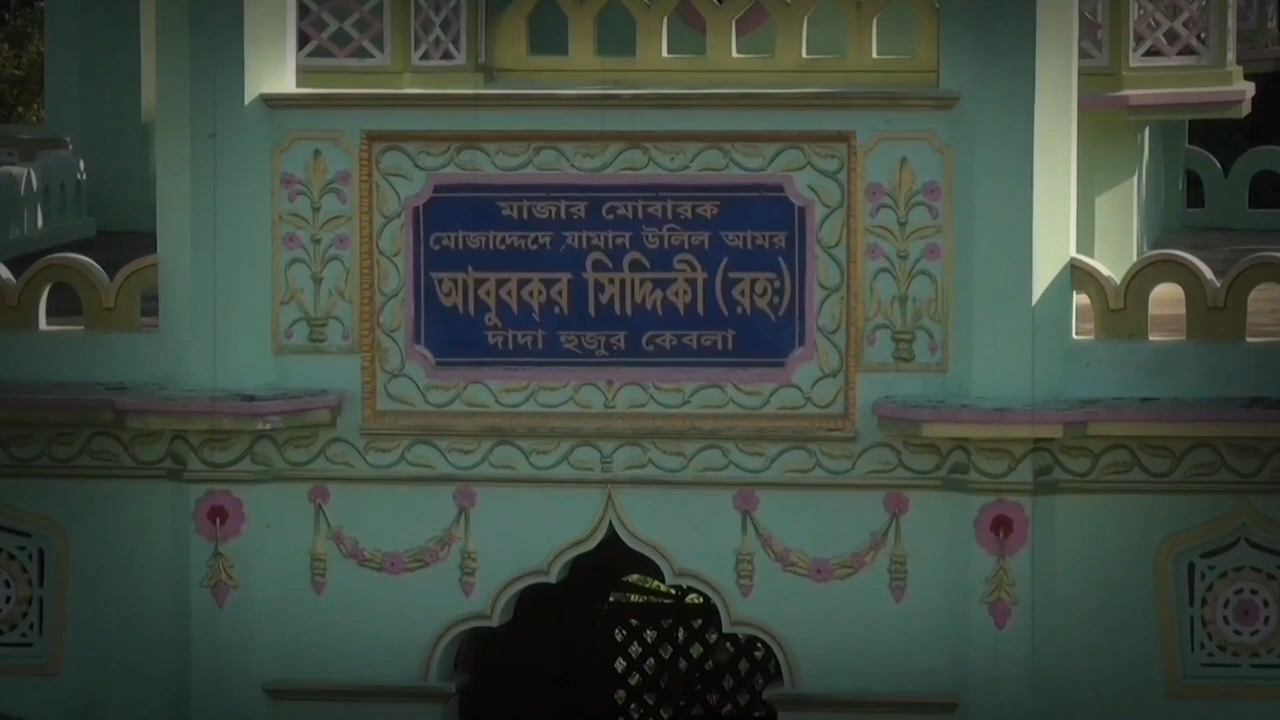 মাজার মোবারক
মোজাদ্দেদে যামান উলিল আমর
আবুবকর সিদ্দিকী (রহঃ)
দাদা হুজুর কেবলা